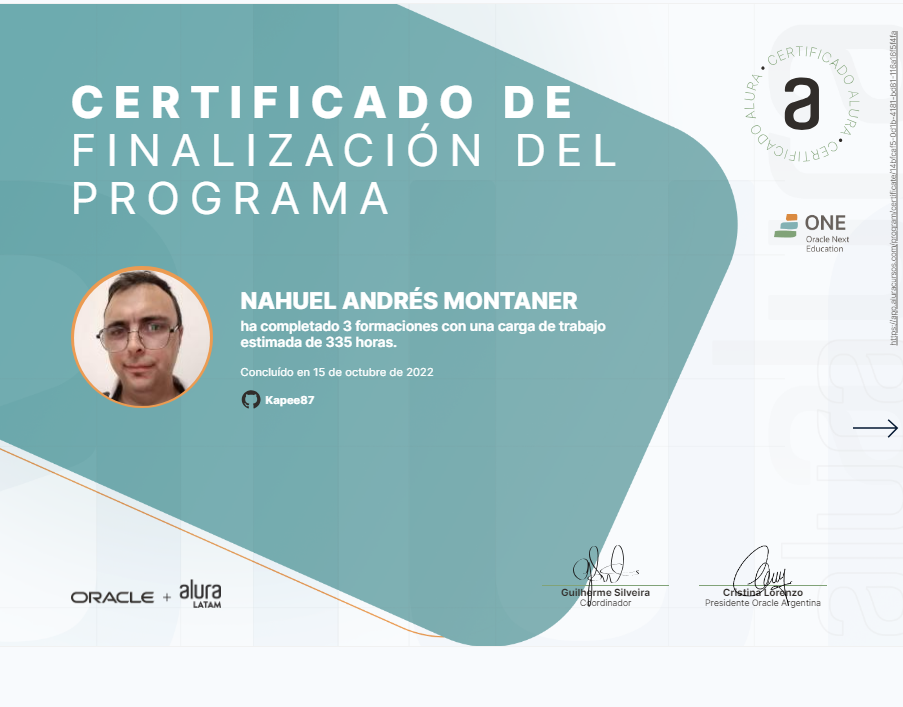 CERTIFICADO DE
FINALIZACIÓN DEL
PROGRAMA
CERTIFICADO ALURA • CERTIFICADO ALURA •
a
ONE
Oracle Next
Education
NAHUEL ANDRÉS MONTANER
ha completado 3 formaciones con una carga de trabajo
estimada de 335 horas.
Concluído en 15 de octubre de 2022
Kapee87
ORACLE + alura
LATAM
Guilherme Silveira
Coordinador
Cristina Lorenzo
Presidente Oracle Argentina